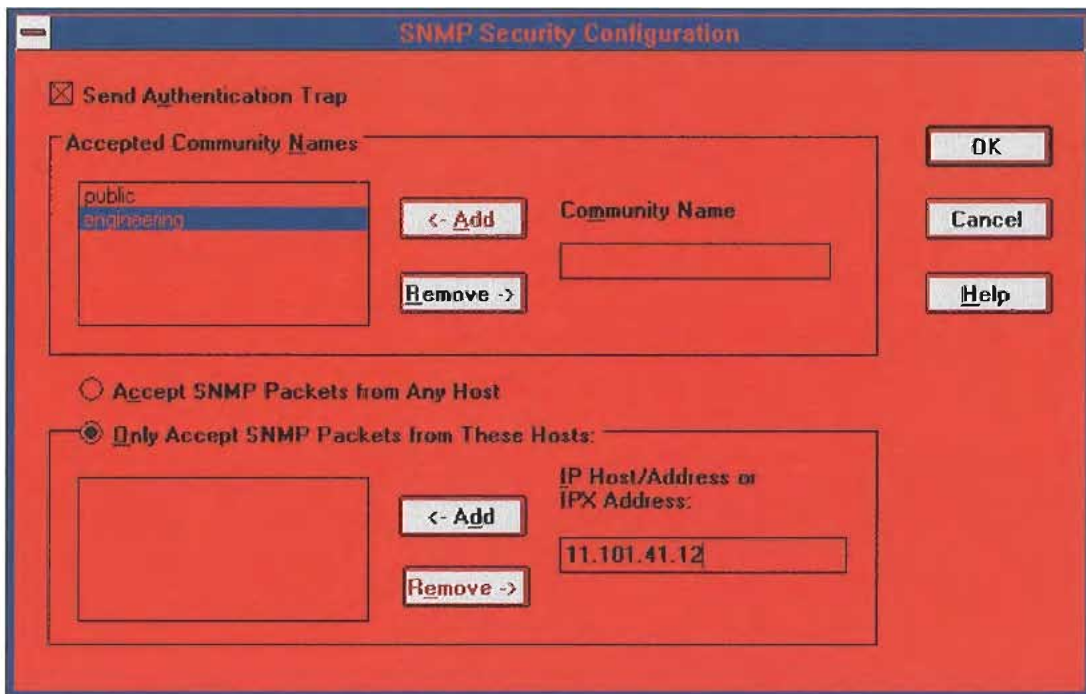 SNMP Security Configuration
Send Authentication Trap
Accepted Community Names
public
engineering
<- Add
Remove ->
Community Name
OK
Cancel
Help
Accept SNMP Packets from Any Host
Only Accept SNMP Packets from These Hosts:
<- Add
Remove ->
IP Host/Address or
IPX Address:
11.101.41.12